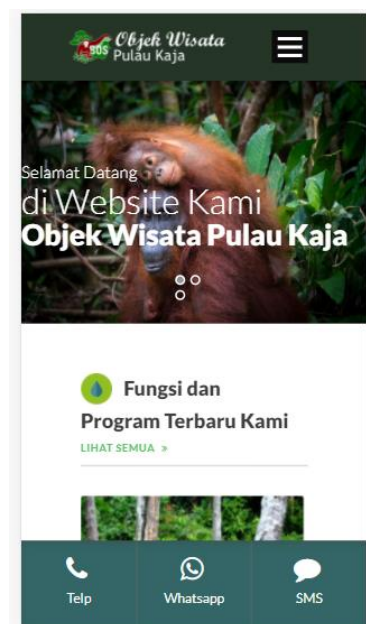 BOS
Objek Wisata
Pulau Kaja
Selamat Datang
di Website Kami
Objek Wisata Pulau Kaja
Fungsi dan
Program Terbaru Kami
LIHAT SEMUA »
Telp
Whatsapp
SMS